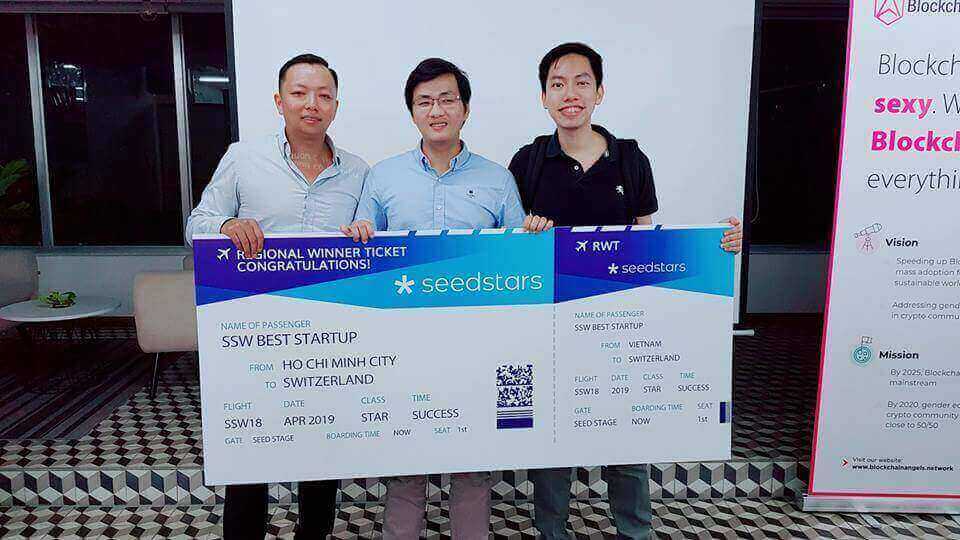 REGIONAL WINNER TICKET
CONGRATULATIONS!
seedstars
NAME OF PASSENGER
SSW BEST STARTUP
FROM HO CHI MINH CITY
TO SWITZERLAND
FLIGHT DATE CLASS TIME
SSW18 APR 2019 STAR SUCCESS
GATE SEED STAGE BOARDING TIME NOW SEAT 1st
RWT
seedstars
NAME OF PASSENGER
SSW BEST STARTUP
FROM VIETNAM
TO SWITZERLAND
FLIGHT DATE CLASS TIME
SSW18 2019 STAR SUCCESS
GATE BOARDING TIME SEAT
SEED STAGE NOW 1st
Blockch
Blockch
sexy. W
Blockch
everythin
Vision
Speeding up Blo
mass adoption f
sustainable worl
Addressing gend
in crypto commu
Mission
By 2025, Blockchai
mainstream
By 2020, gender e
crypto community
close to 50/50
Visit our website:
www.blockchainangels.network